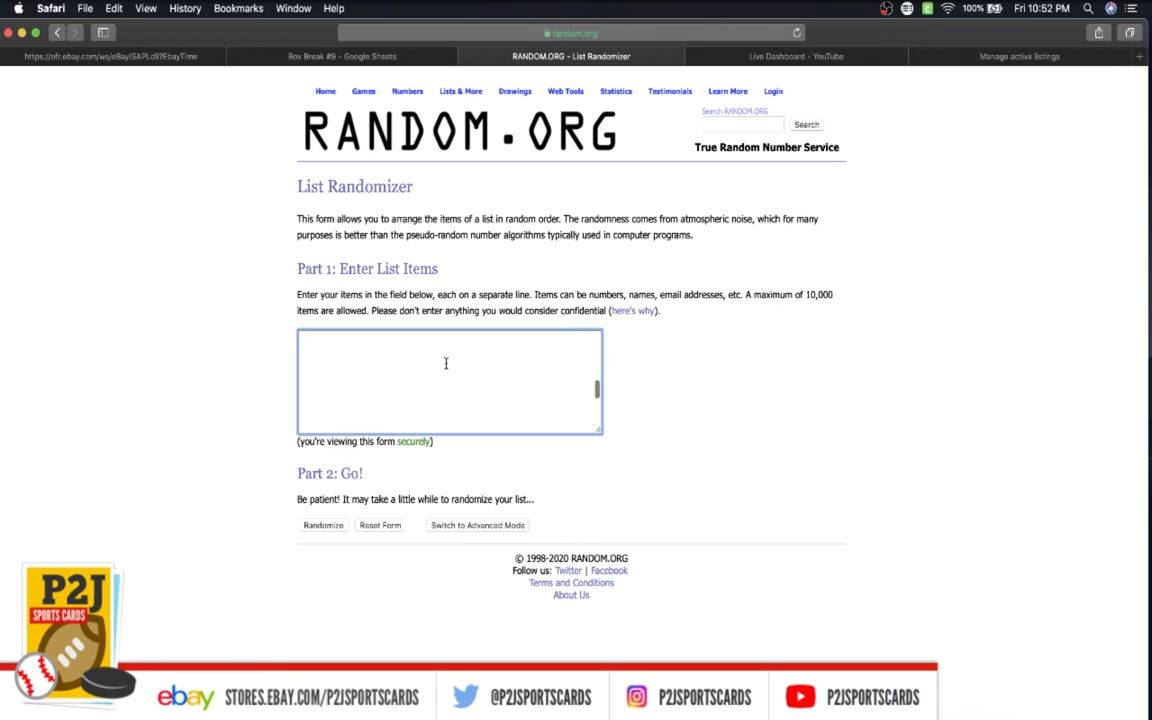 Safari File Edit View History Bookmarks Window Help 100% Fri 10:52 PM
random.org
https://ofr.ebay.com/ws/eBayISAPI.dll?EbayTime Box Break #9 - Google Sheets RANDOM.ORG - List Randomizer Live Dashboard - YouTube Manage active listings
Home Games Numbers Lists & More Drawings Web Tools Statistics Testimonials Learn More Login
Search RANDOM.ORG
RANDOM.ORG
Search
True Random Number Service
List Randomizer
This form allows you to arrange the items of a list in random order. The randomness comes from atmospheric noise, which for many
purposes is better than the pseudo-random number algorithms typically used in computer programs.
Part 1: Enter List Items
Enter your items in the field below, each on a separate line. Items can be numbers, names, email addresses, etc. A maximum of 10,000
items are allowed. Please don't enter anything you would consider confidential (here's why).
(you're viewing this form securely)
Part 2: Go!
Be patient! It may take a little while to randomize your list...
Randomize Reset Form Switch to Advanced Mode
© 1998-2020 RANDOM.ORG
Follow us: Twitter | Facebook
Terms and Conditions
About Us
P2J
SPORTS CARDS
ebay STORES.EBAY.COM/P2JSPORTSCARDS @P2JSPORTSCARDS P2JSPORTSCARDS P2JSPORTSCARDS